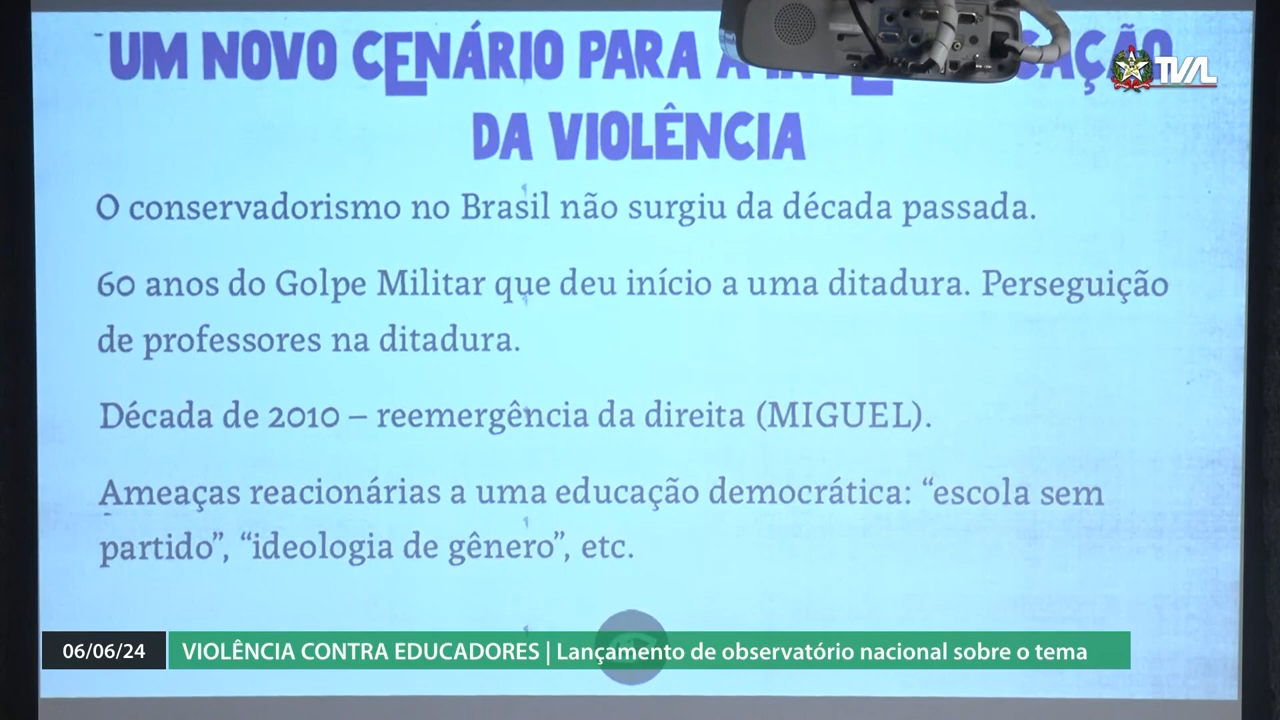 UM NOVO CENÁRIO PARA A
DA VIOLÊNCIA
O conservadorismo no Brasil não surgiu da década passada.
60 anos do Golpe Militar que deu início a uma ditadura. Perseguição
de professores na ditadura.
Década de 2010 – reemergência da direita (MIGUEL).
Ameaças reacionárias a uma educação democrática: “escola sem
partido”, “ideologia de gênero”, etc.
06/06/24 VIOLÊNCIA CONTRA EDUCADORES | Lançamento de observatório nacional sobre o tema
TVAL